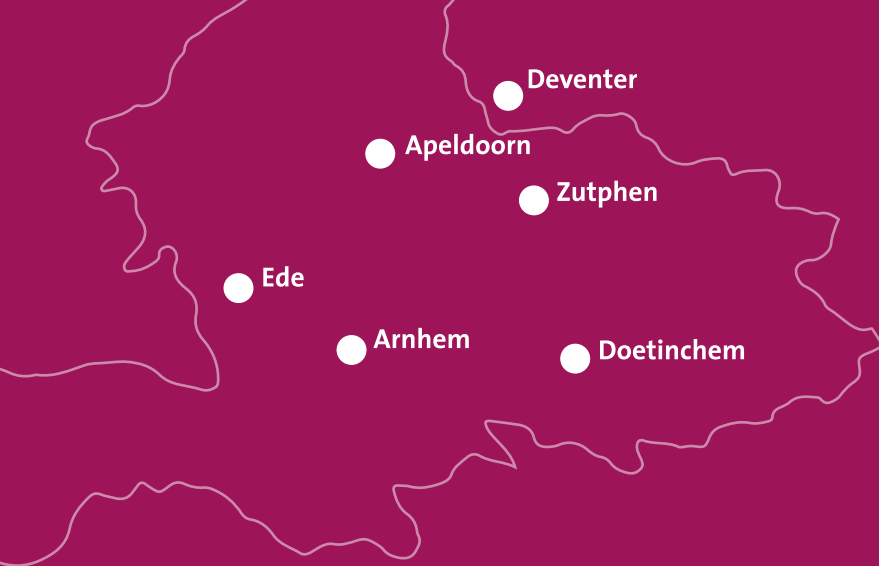 Deventer
Apeldoorn
Zutphen
Ede
Arnhem
Doetinchem